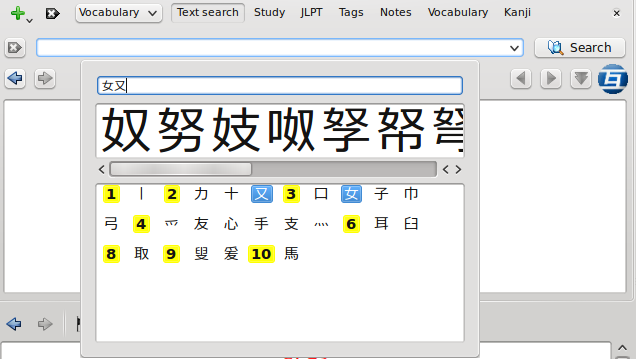 Vocabulary Text search Study JLPT Tags Notes Vocabulary Kanji
Search
女又
奴努妓呶孥帑弩
1 丨 2 力 十 又 3 口 女 子 巾
弓 4 爫 友 心 手 支 灬 6 耳 臼
8 取 9 叟 爰 10 馬